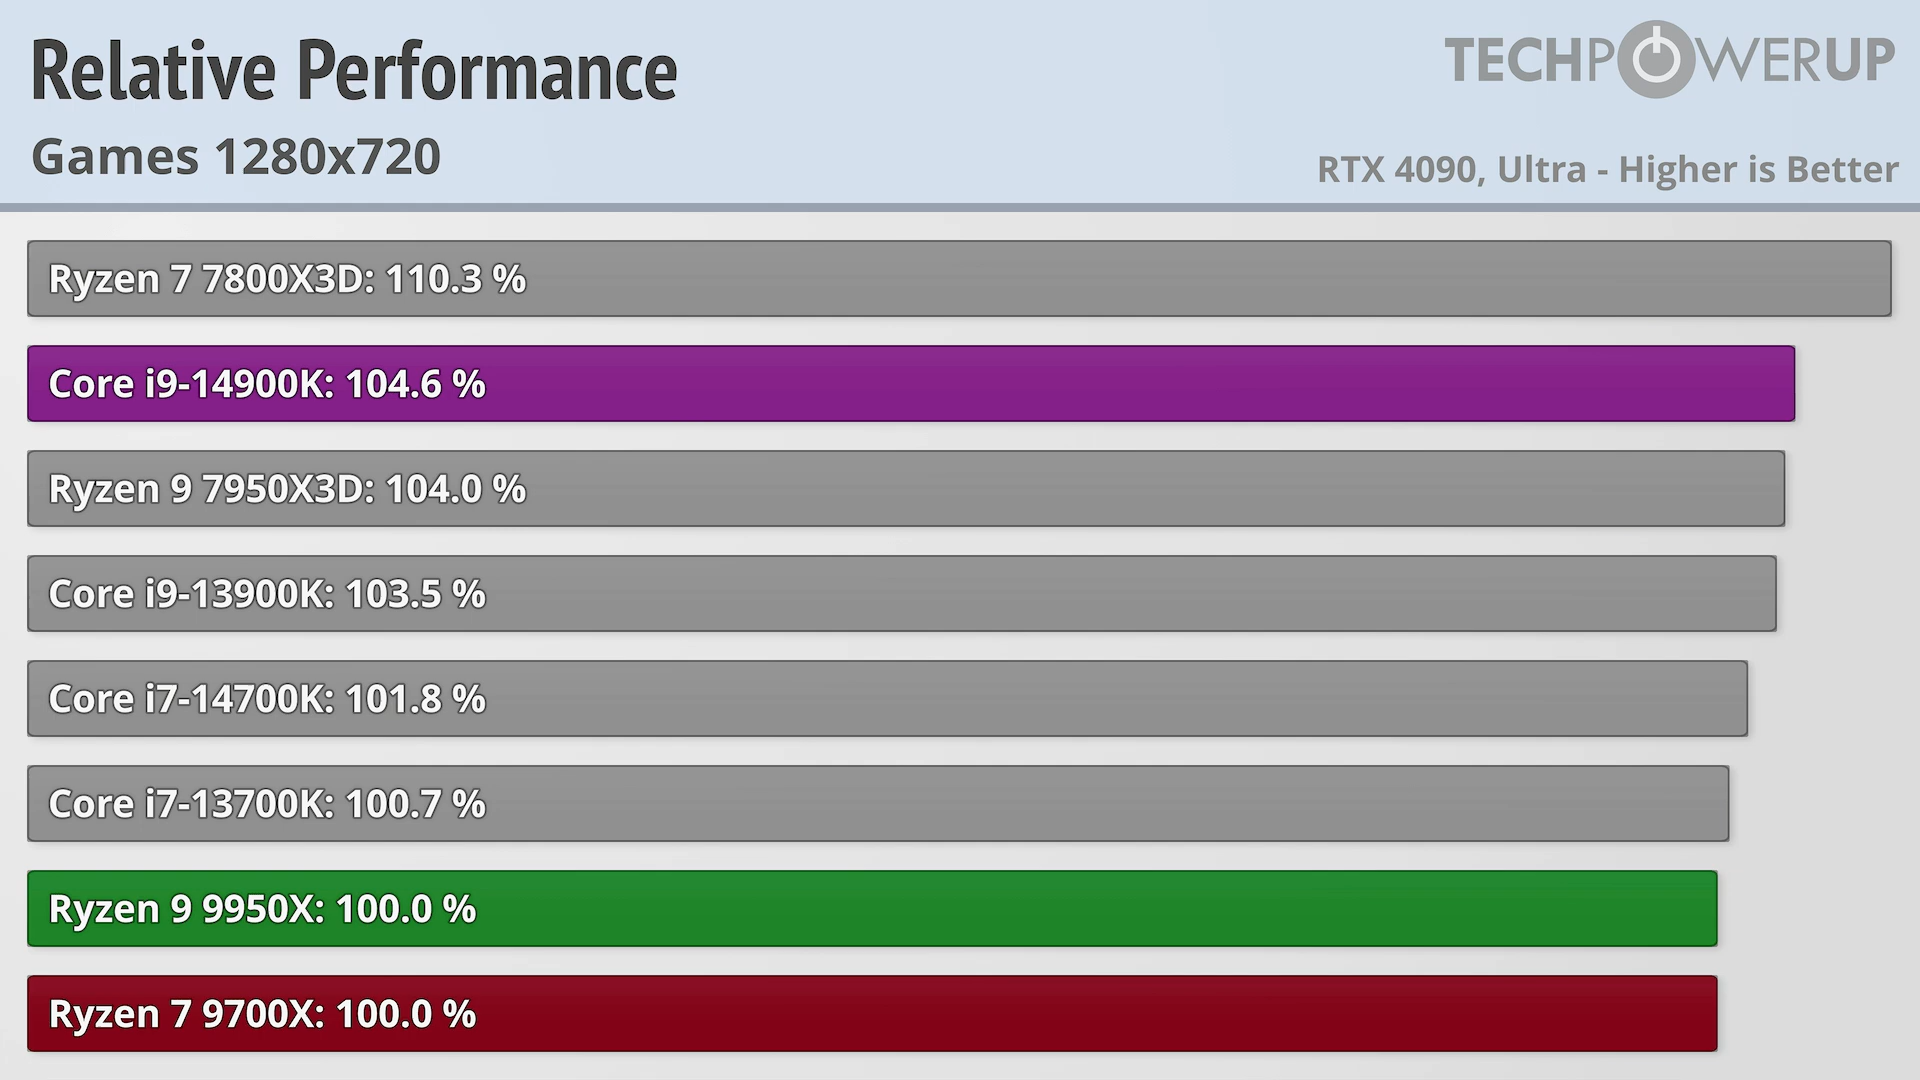 Relative Performance
TECHPOWERUP
Games 1280x720
RTX 4090, Ultra - Higher is Better
Ryzen 7 7800X3D: 110.3 %
Core i9-14900K: 104.6 %
Ryzen 9 7950X3D: 104.0 %
Core i9-13900K: 103.5 %
Core i7-14700K: 101.8 %
Core i7-13700K: 100.7 %
Ryzen 9 9950X: 100.0 %
Ryzen 7 9700X: 100.0 %